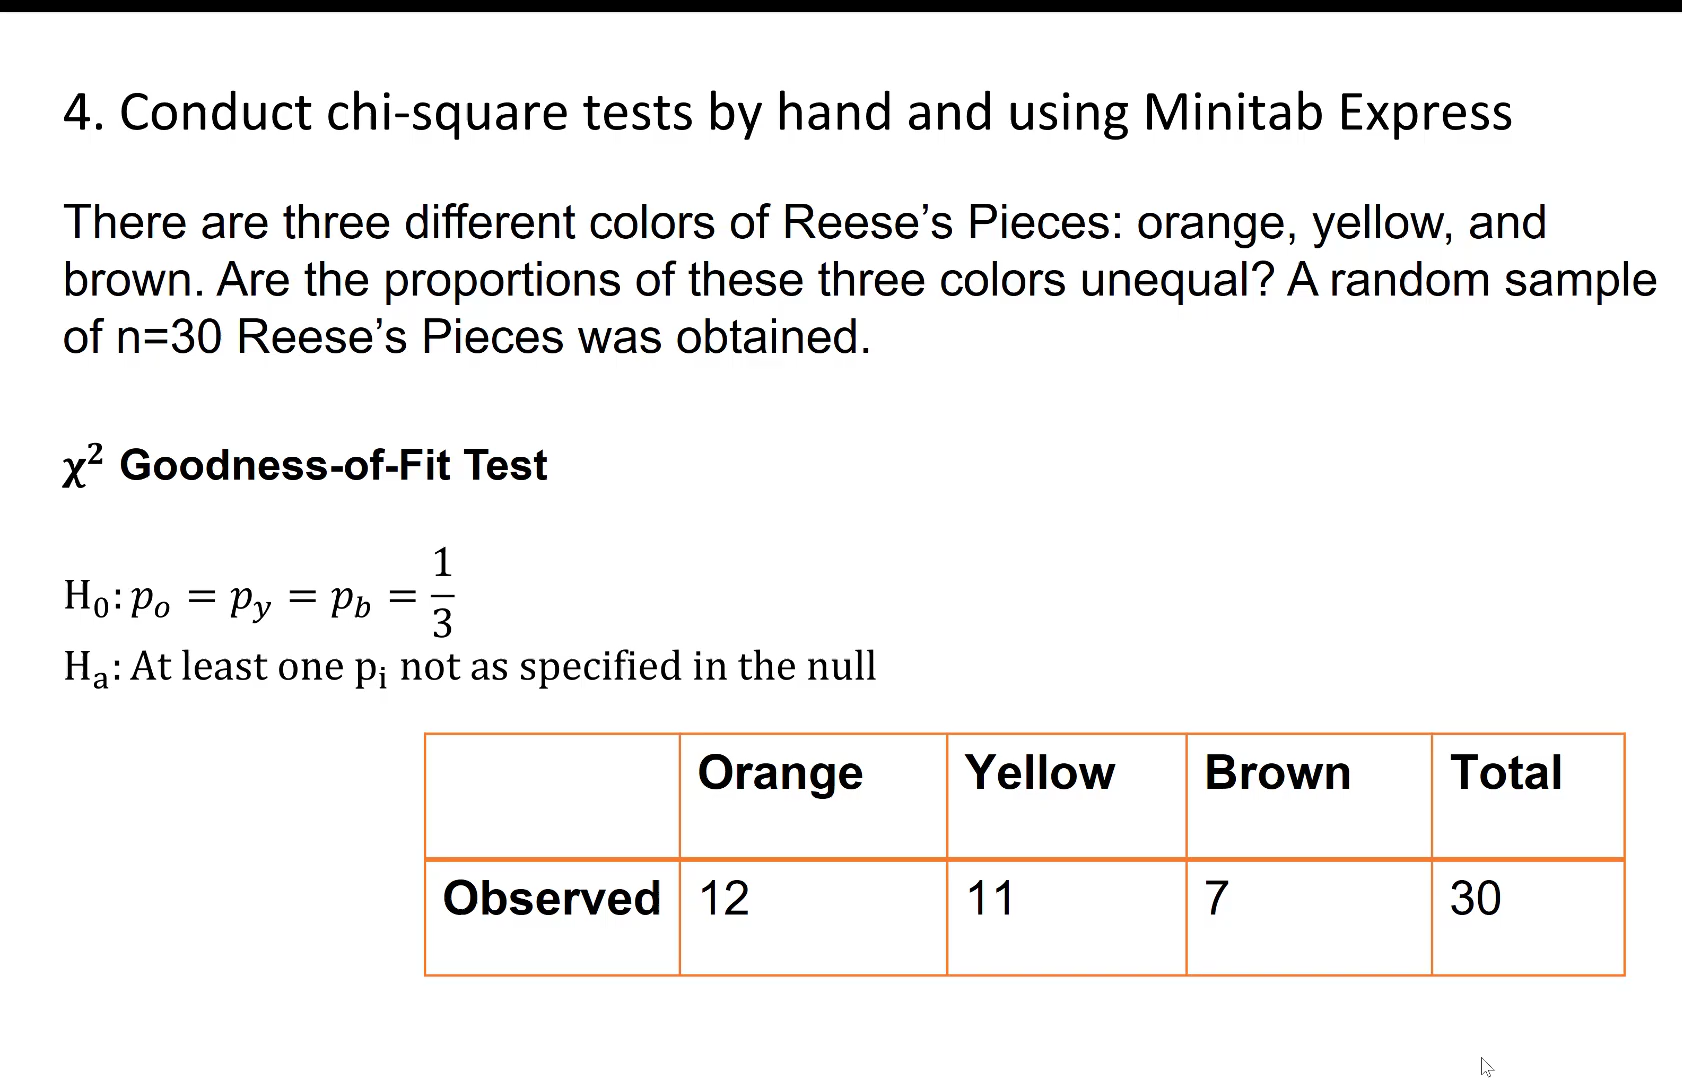 4. Conduct chi-square tests by hand and using Minitab Express
There are three different colors of Reese’s Pieces: orange, yellow, and
brown. Are the proportions of these three colors unequal? A random sample
of n=30 Reese’s Pieces was obtained.
χ² Goodness-of-Fit Test
H₀: pₒ = p_y = p_b = 1/3
Hₐ: At least one pᵢ not as specified in the null
Orange Yellow Brown Total
Observed 12 11 7 30